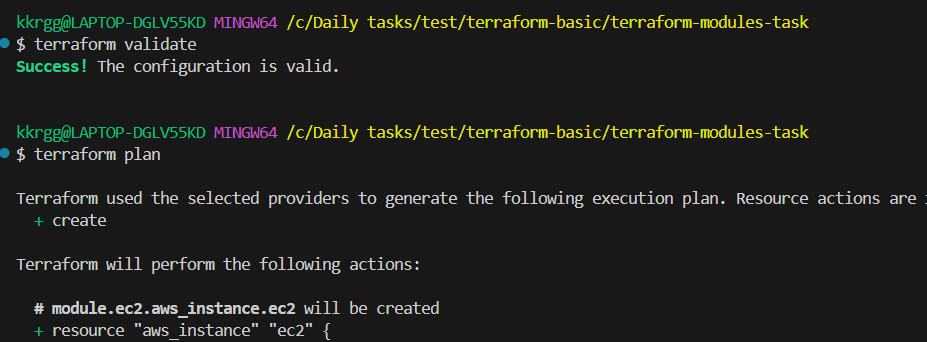 kkrgg@LAPTOP-DGLV55KD MINGW64 /c/Daily tasks/test/terraform-basic/terraform-modules-task
$ terraform validate
Success! The configuration is valid.
kkrgg@LAPTOP-DGLV55KD MINGW64 /c/Daily tasks/test/terraform-basic/terraform-modules-task
$ terraform plan
Terraform used the selected providers to generate the following execution plan. Resource actions are
+ create
Terraform will perform the following actions:
# module.ec2.aws_instance.ec2 will be created
+ resource "aws_instance" "ec2" {